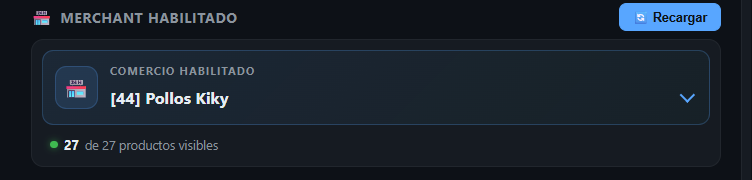 MERCHANT HABILITADO
Recargar
COMERCIO HABILITADO
[44] Pollos Kiky
27 de 27 productos visibles